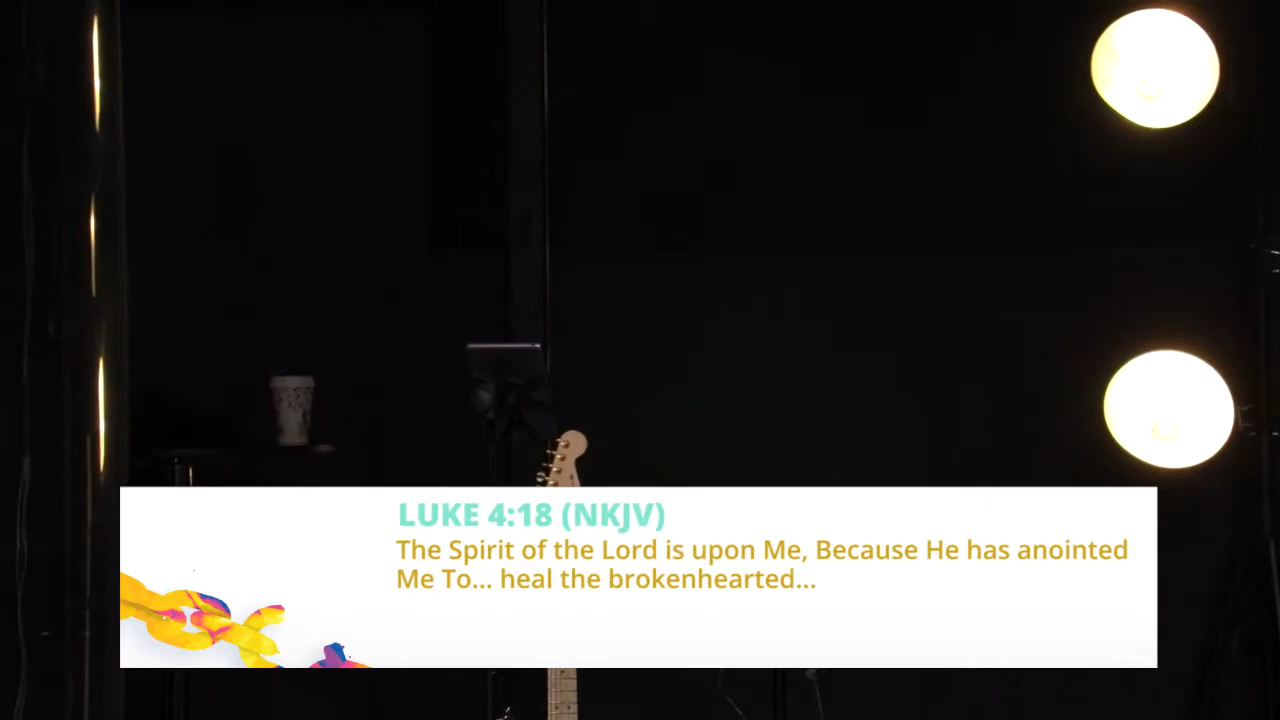 LUKE 4:18 (NKJV)
The Spirit of the Lord is upon Me, Because He has anointed
Me To... heal the brokenhearted...